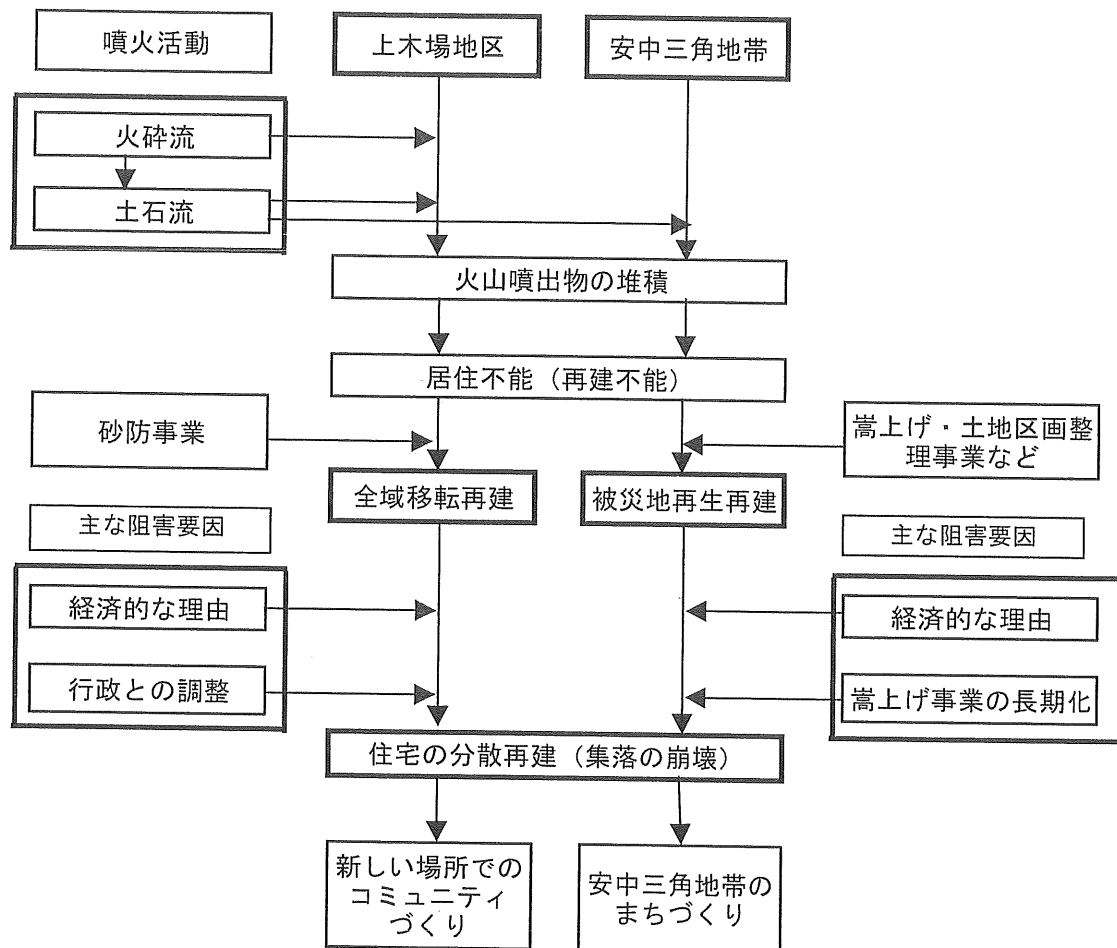 噴火活動
上木場地区
安中三角地帯
火砕流
土石流
火山噴出物の堆積
居住不能（再建不能）
砂防事業
嵩上げ・土地区画整
理事業など
全域移転再建
被災地再生再建
主な阻害要因
主な阻害要因
経済的な理由
経済的な理由
行政との調整
嵩上げ事業の長期化
住宅の分散再建（集落の崩壊）
新しい場所での
コミュニティ
づくり
安中三角地帯の
まちづくり